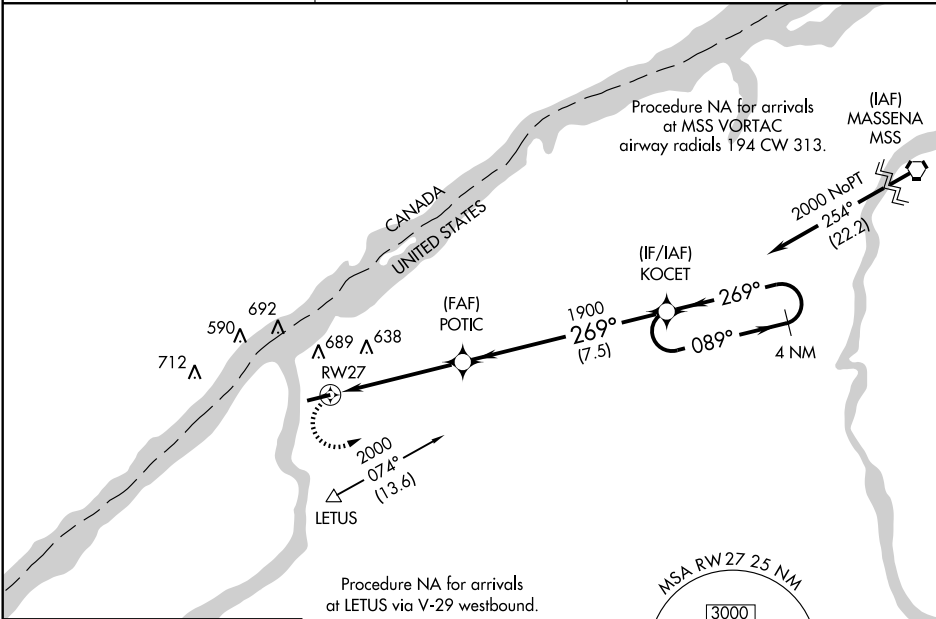 Procedure NA for arrivals
at MSS VORTAC
airway radials 194 CW 313.
(IAF)
MASSENA
MSS
2000 NoPT
254°
(22.2)
CANADA
UNITED STATES
(IF/IAF)
KOCET
269°
089°
4 NM
(FAF)
POTIC
1900
269°
(7.5)
692
590
712
689
638
RW27
2000
074°
(13.6)
LETUS
Procedure NA for arrivals
at LETUS via V-29 westbound.
MSA RW 27 25 NM
3000